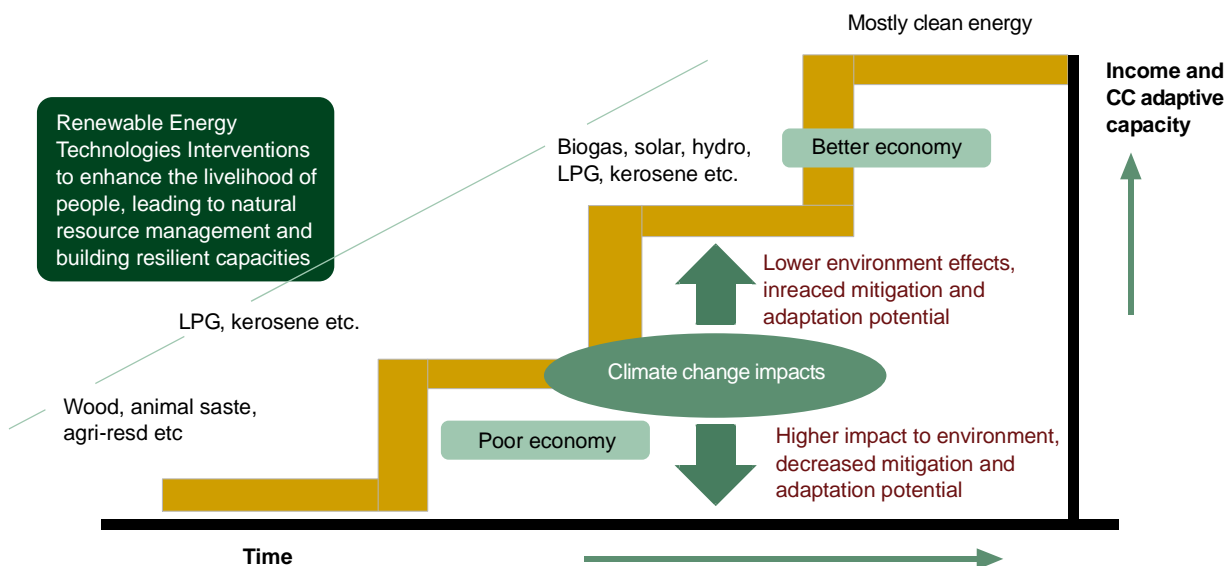 Mostly clean energy
Income and
CC adaptive
capacity
Renewable Energy
Technologies Interventions
to enhance the livelihood of
people, leading to natural
resource management and
building resilient capacities
Biogas, solar, hydro,
LPG, kerosene etc.
Better economy
Lower environment effects,
inreaced mitigation and
adaptation potential
LPG, kerosene etc.
Climate change impacts
Wood, animal saste,
agri-resd etc
Poor economy
Higher impact to environment,
decreased mitigation and
adaptation potential
Time